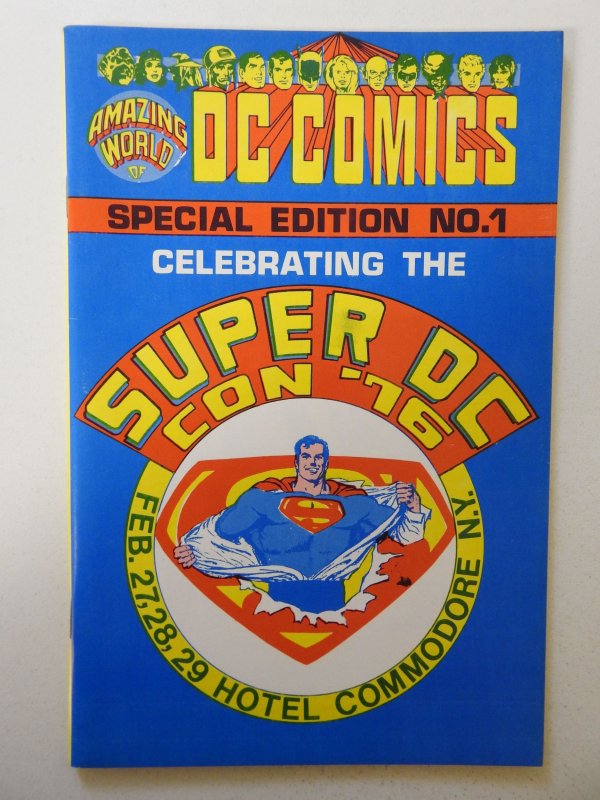 AMAZING
WORLD
OF
DC COMICS
SPECIAL EDITION NO.1
CELEBRATING THE
SUPER DC
CON '76
S
FEB. 27, 28, 29 HOTEL COMMODORE N.Y.